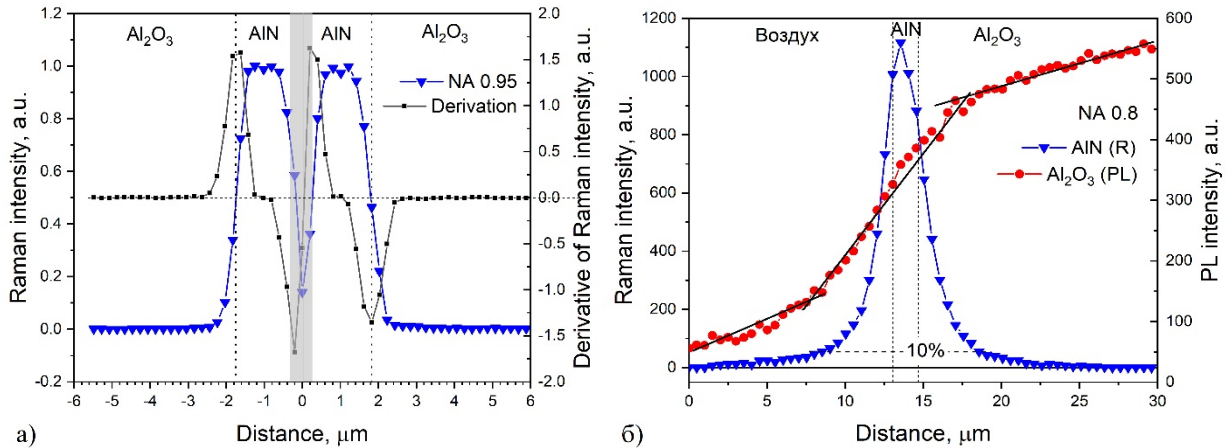 Al₂O₃ AlN AlN Al₂O₃
NA 0.95
Derivation
Raman intensity, a.u.
1.2
1.0
0.8
0.6
0.4
0.2
0.0
-0.2
Derivative of Raman intensity, a.u.
2.0
1.5
1.0
0.5
0.0
-0.5
-1.0
-1.5
-2.0
-6 -5 -4 -3 -2 -1 0 1 2 3 4 5 6
Distance, μm
а)
Воздух AlN Al₂O₃
NA 0.8
AlN (R)
Al₂O₃ (PL)
10%
Raman intensity, a.u.
1200
1000
800
600
400
200
0
PL intensity, a.u.
600
500
400
300
200
100
0
0 5 10 15 20 25 30
Distance, μm
б)